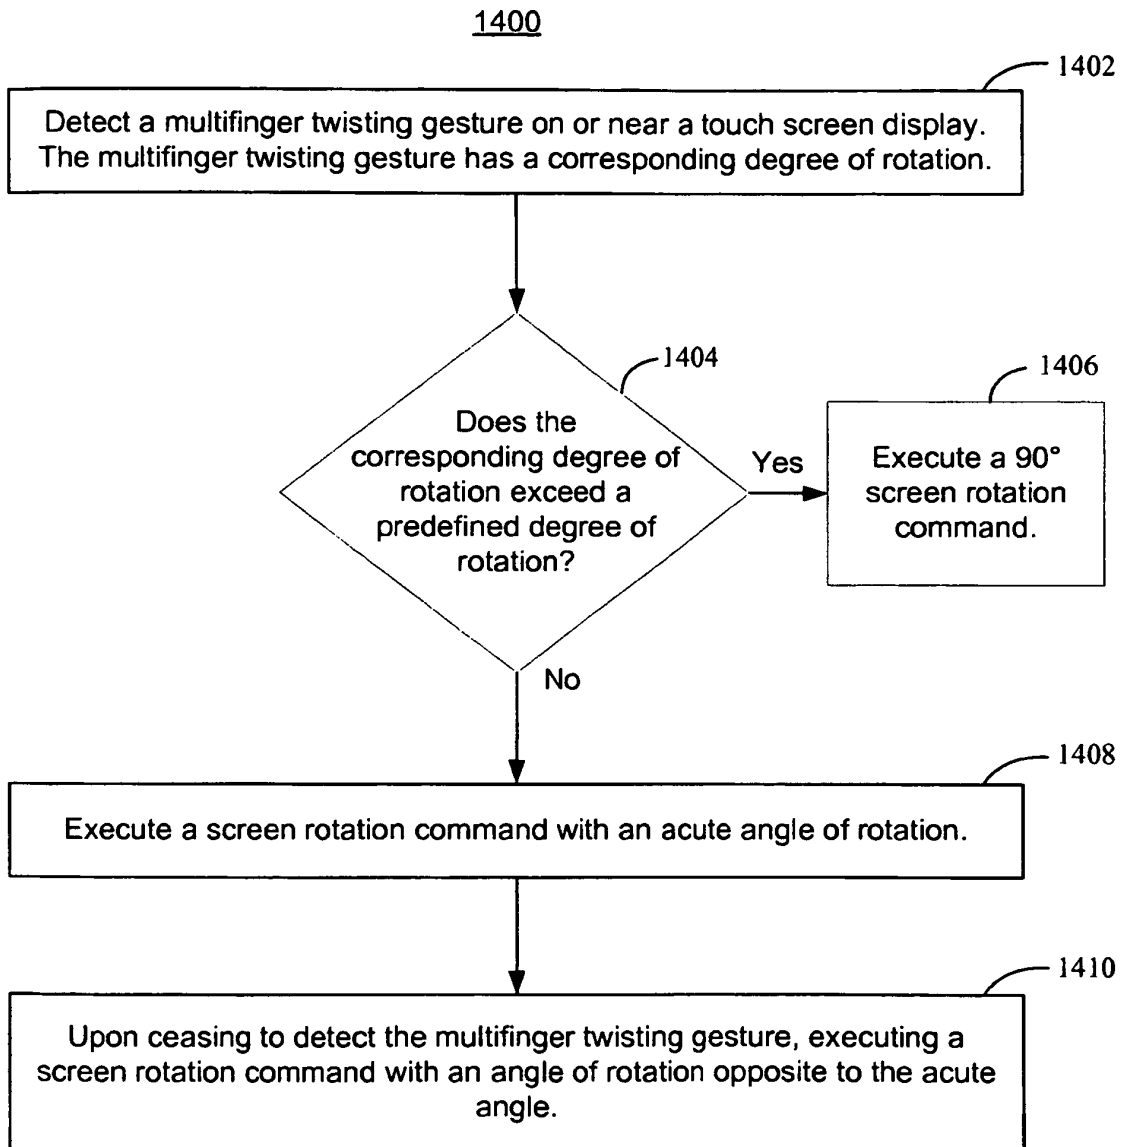 1400
1402
Detect a multifinger twisting gesture on or near a touch screen display.
The multifinger twisting gesture has a corresponding degree of rotation.
1404
Does the
corresponding degree of
rotation exceed a
predefined degree of
rotation?
Yes
1406
Execute a 90°
screen rotation
command.
No
1408
Execute a screen rotation command with an acute angle of rotation.
1410
Upon ceasing to detect the multifinger twisting gesture, executing a
screen rotation command with an angle of rotation opposite to the acute
angle.